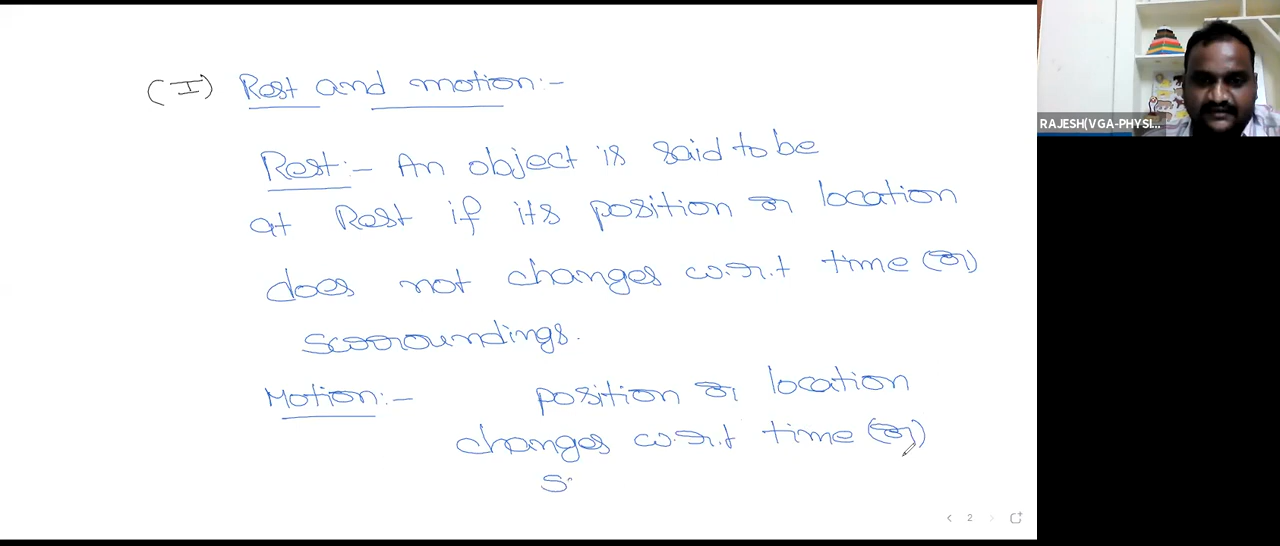 (I) Rest and motion:-
Rest:- An object is said to be
at Rest if its position or location
does not changes w.r.t time (or)
surroundings.
Motion:- position or location
changes w.r.t time (or)
S
RAJESH(VGA-PHYSI...
2